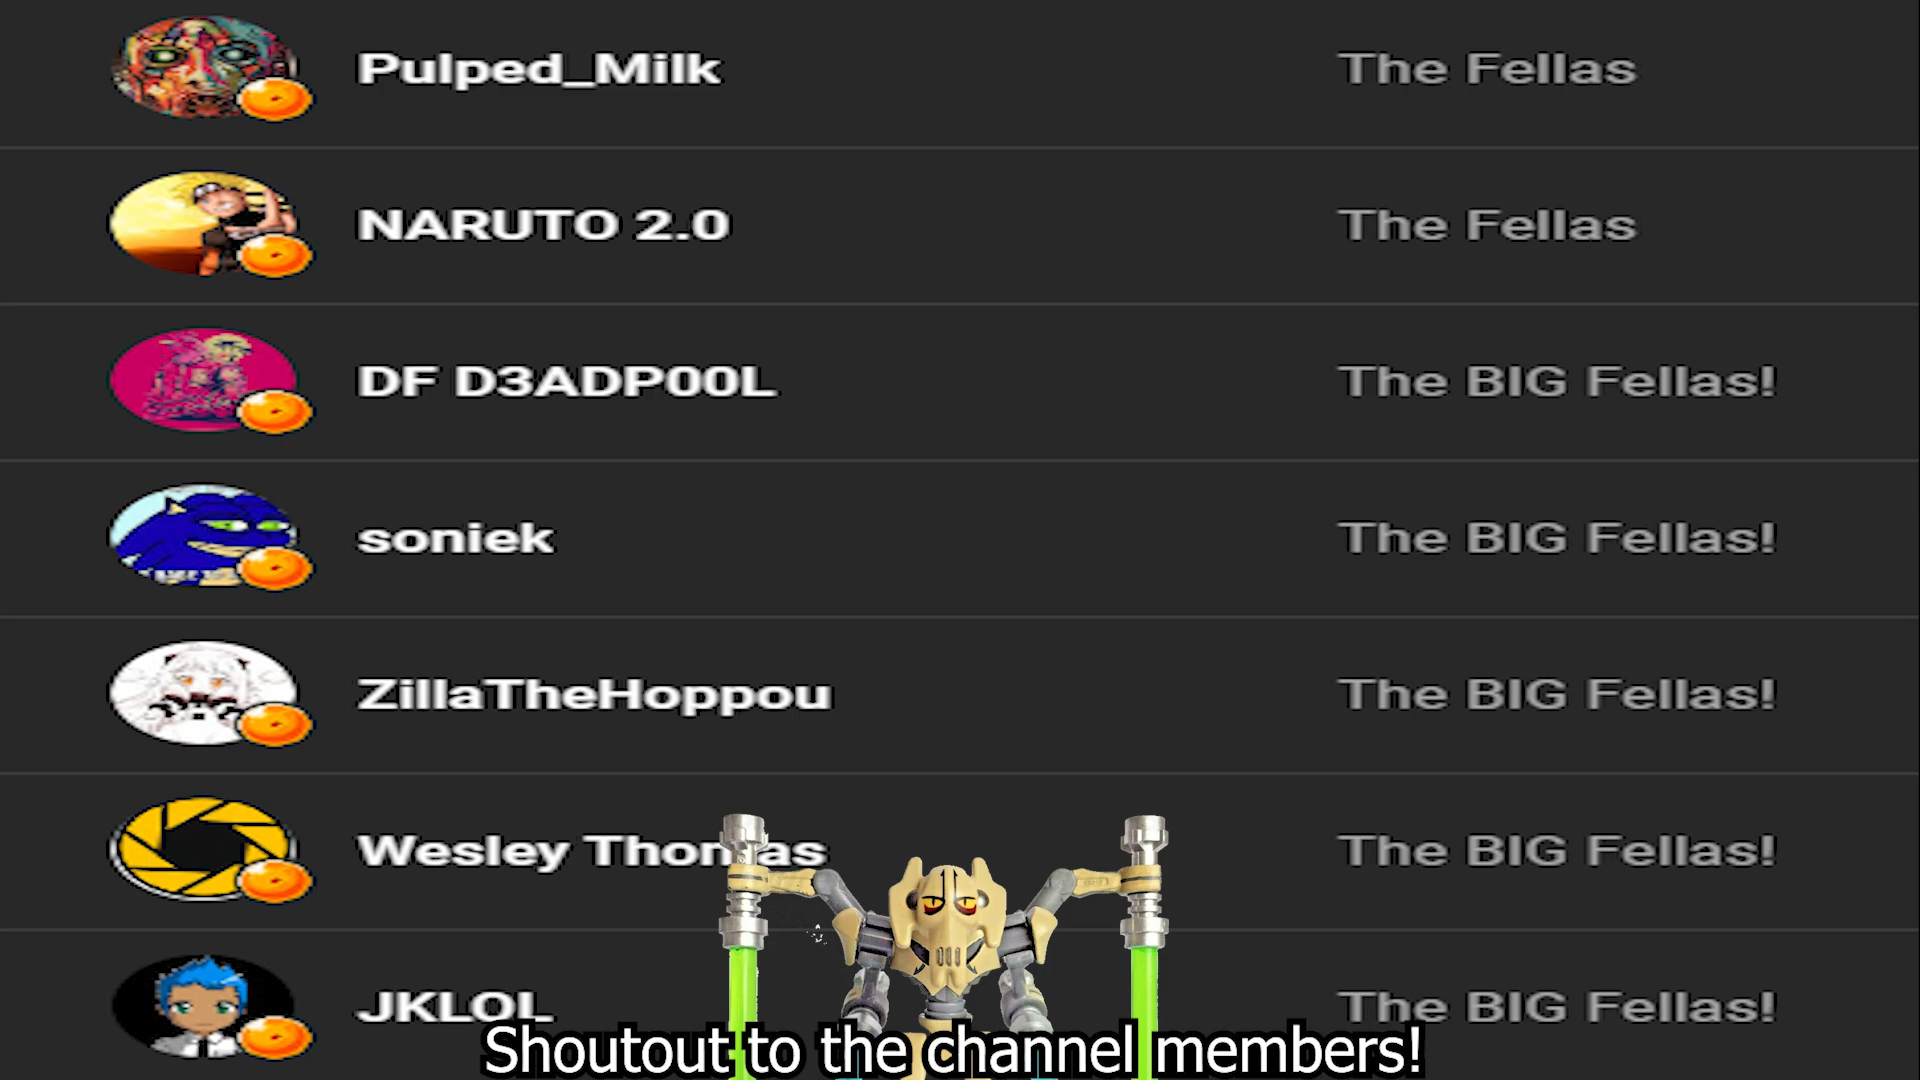 Pulped_Milk The Fellas
NARUTO 2.0 The Fellas
DF D3ADP00L The BIG Fellas!
soniek The BIG Fellas!
ZillaTheHoppou The BIG Fellas!
Wesley Thomas The BIG Fellas!
JKLOL The BIG Fellas!
Shoutout to the channel members!